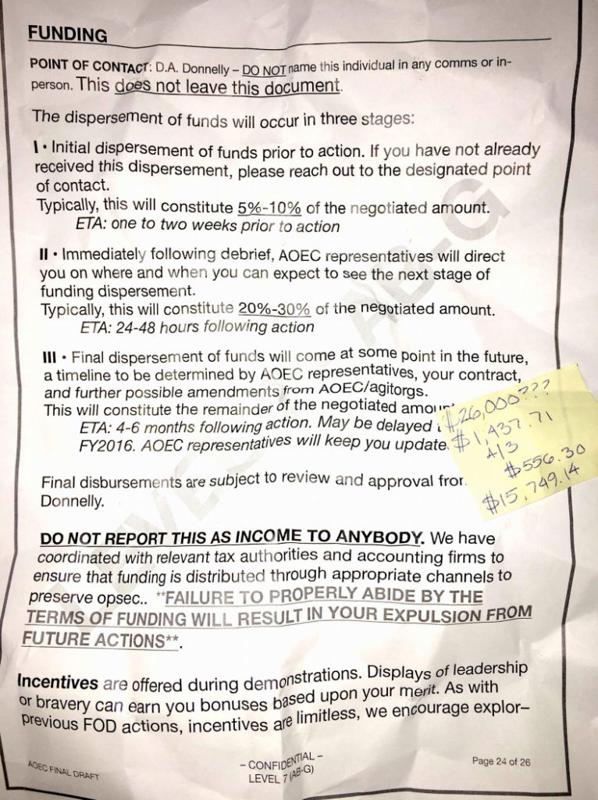 FUNDING
POINT OF CONTACT: D.A. Donnelly – DO NOT name this individual in any comms or in-
person. This does not leave this document.
The dispersement of funds will occur in three stages:
I • Initial dispersement of funds prior to action. If you have not already
received this dispersement, please reach out to the designated point
of contact.
Typically, this will constitute 5%-10% of the negotiated amount.
ETA: one to two weeks prior to action
II • Immediately following debrief, AOEC representatives will direct
you on where and when you can expect to see the next stage of
funding dispersement.
Typically, this will constitute 20%-30% of the negotiated amount.
ETA: 24-48 hours following action
III • Final dispersement of funds will come at some point in the future,
a timeline to be determined by AOEC representatives, your contract,
and further possible amendments from AOEC/agitorgs.
This will constitute the remainder of the negotiated amou
ETA: 4-6 months following action. May be delayed
FY2016. AOEC representatives will keep you update
$26,000???
$1,437.71
4/3
$556.30
$15,749.14
Final disbursements are subject to review and approval from
Donnelly.
DO NOT REPORT THIS AS INCOME TO ANYBODY. We have
coordinated with relevant tax authorities and accounting firms to
ensure that funding is distributed through appropriate channels to
preserve opsec.. **FAILURE TO PROPERLY ABIDE BY THE
TERMS OF FUNDING WILL RESULT IN YOUR EXPULSION FROM
FUTURE ACTIONS**.
Incentives are offered during demonstrations. Displays of leadership
or bravery can earn you bonuses based upon your merit. As with
previous FOD actions, incentives are limitless, we encourage explor–
AOEC FINAL DRAFT
– CONFIDENTIAL –
LEVEL 7 (AB-G)
Page 24 of 26